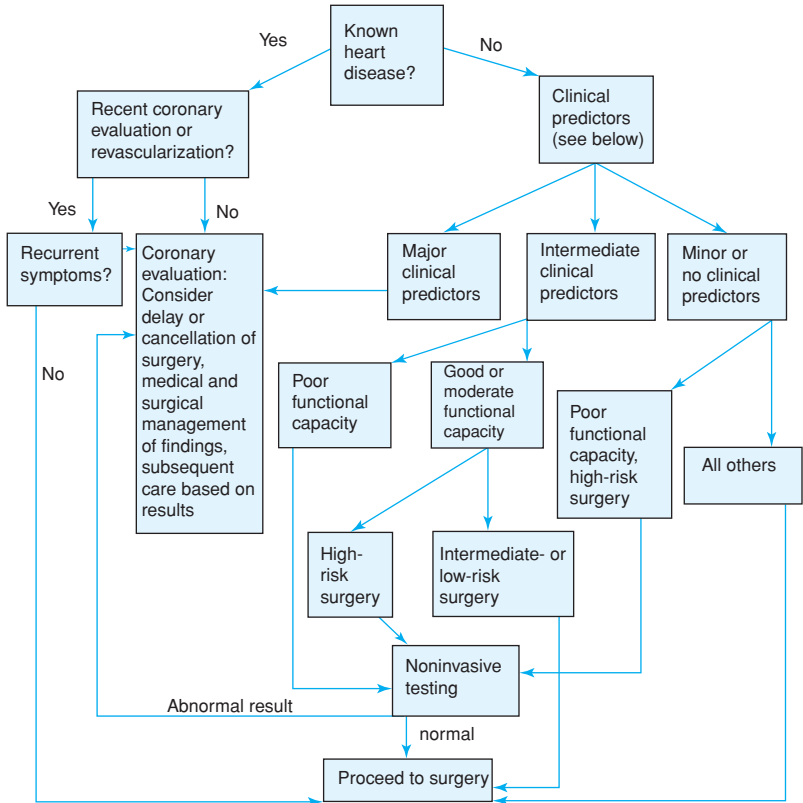 Known
heart
disease?
Yes
No
Recent coronary
evaluation or
revascularization?
Clinical
predictors
(see below)
Yes
No
Recurrent
symptoms?
Coronary
evaluation:
Consider
delay or
cancellation of
surgery,
medical and
surgical
management
of findings,
subsequent
care based on
results
Major
clinical
predictors
Intermediate
clinical
predictors
Minor or
no clinical
predictors
No
Poor
functional
capacity
Good or
moderate
functional
capacity
Poor
functional
capacity,
high-risk
surgery
All others
High-
risk
surgery
Intermediate- or
low-risk
surgery
Noninvasive
testing
Abnormal result
normal
Proceed to surgery